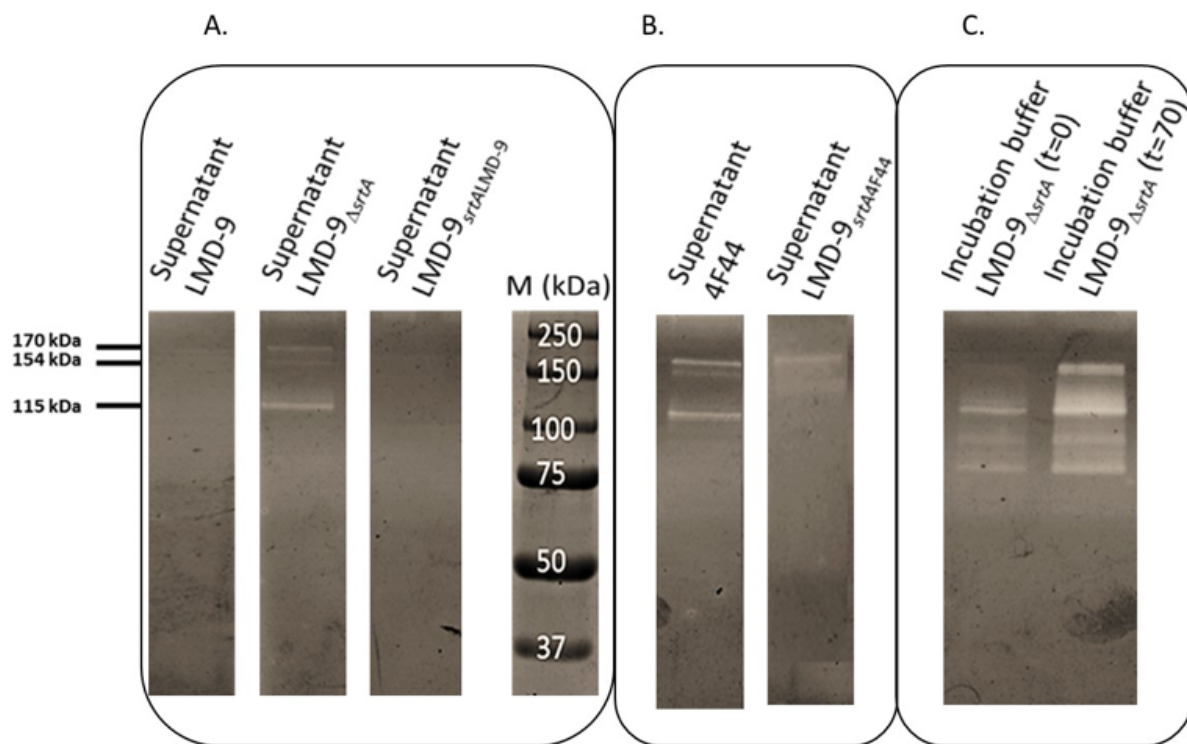 A.
B.
C.
Supernatant
LMD-9
Supernatant
LMD-9ΔsrtA
Supernatant
LMD-9srtALMD-9
M (kDa)
Supernatant
4F44
Supernatant
LMD-9srtA4F44
Incubation buffer
LMD-9ΔsrtA (t=0)
Incubation buffer
LMD-9ΔsrtA (t=70)
170 kDa
154 kDa
115 kDa
250
150
100
75
50
37